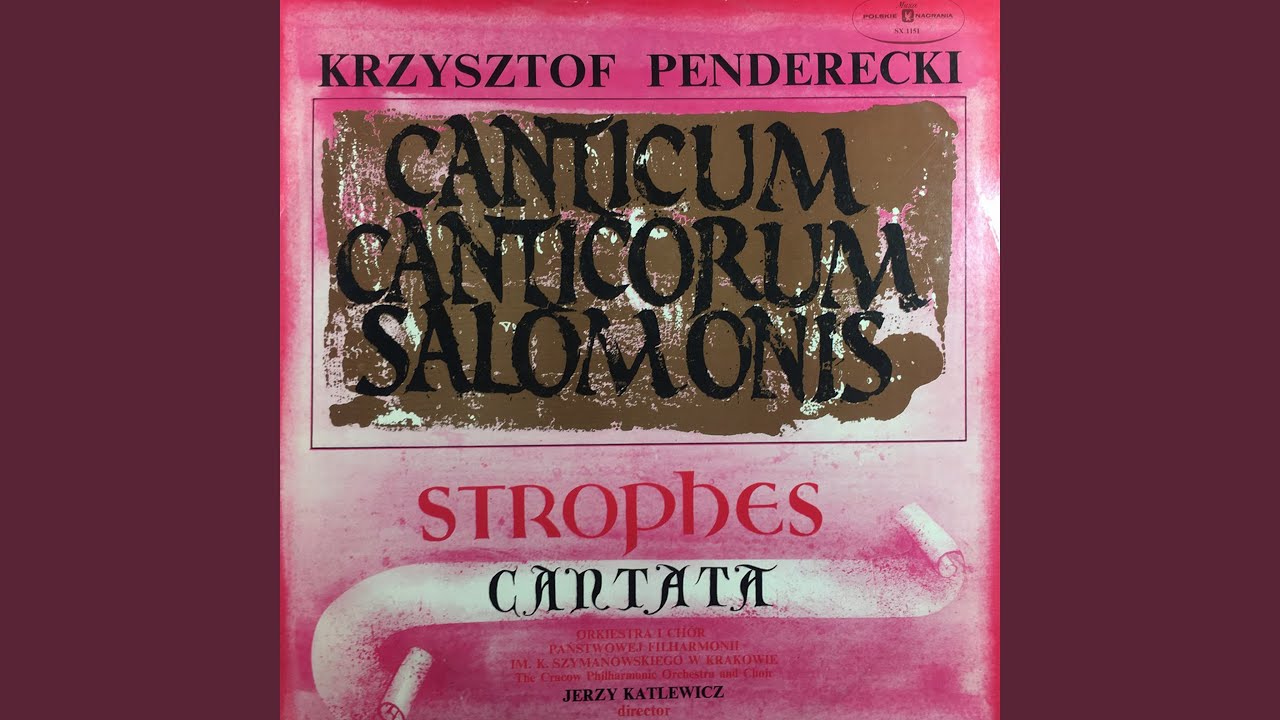 Muza
POLSKIE NAGRANIA
SX 1151
KRZYSZTOF PENDERECKI
CANTICUM
CANTICORUM
SALOMONIS
STROPHES
CANTATA
ORKIESTRA I CHÓR
PAŃSTWOWEJ FILHARMONII
IM. K. SZYMANOWSKIEGO W KRAKOWIE
The Cracow Philharmonic Orchestra and Choir
JERZY KATLEWICZ
director